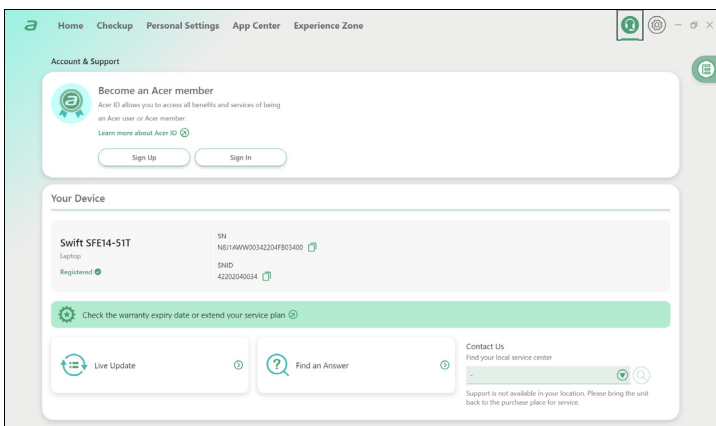 Home Checkup Personal Settings App Center Experience Zone
Account & Support
Become an Acer member
Acer ID allows you to access all benefits and services of being
an Acer user or Acer member.
Learn more about Acer ID
Sign Up Sign In
Your Device
Swift SFE14-51T
Laptop
Registered
SN
N8J1AWW00342204FB03400
SNID
42202040034
Check the warranty expiry date or extend your service plan
Live Update
Find an Answer
Contact Us
Find your local service center
-
Support is not available in your location. Please bring the unit
back to the purchase place for service.